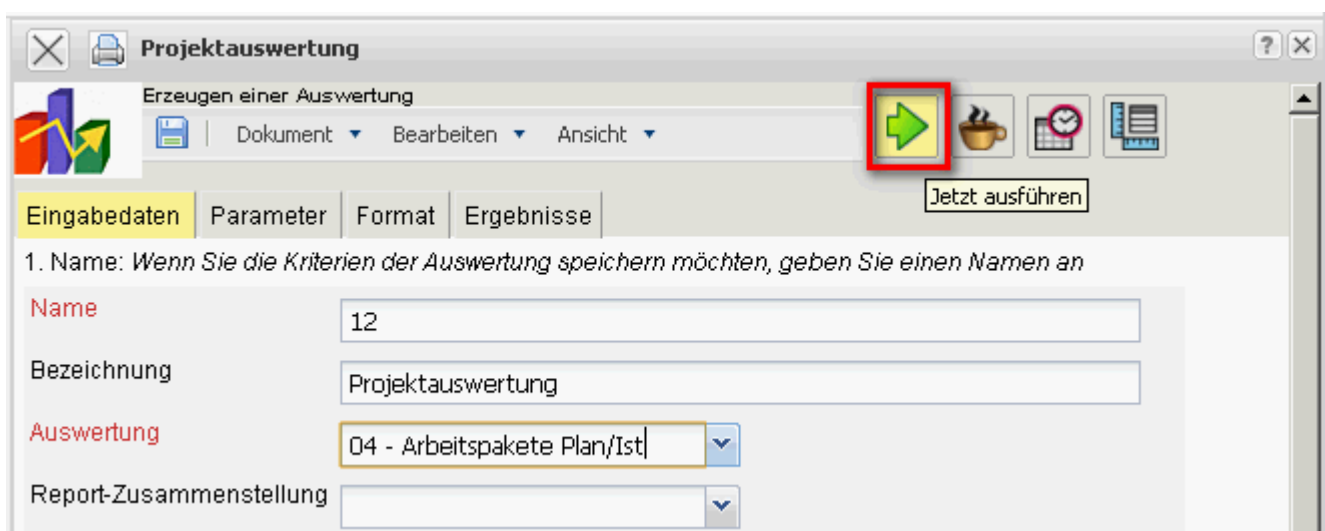 Projektauswertung
?
Erzeugen einer Auswertung
Dokument Bearbeiten Ansicht
Jetzt ausführen
Eingabedaten Parameter Format Ergebnisse
1. Name: Wenn Sie die Kriterien der Auswertung speichern möchten, geben Sie einen Namen an
Name 12
Bezeichnung Projektauswertung
Auswertung 04 - Arbeitspakete Plan/Ist
Report-Zusammenstellung